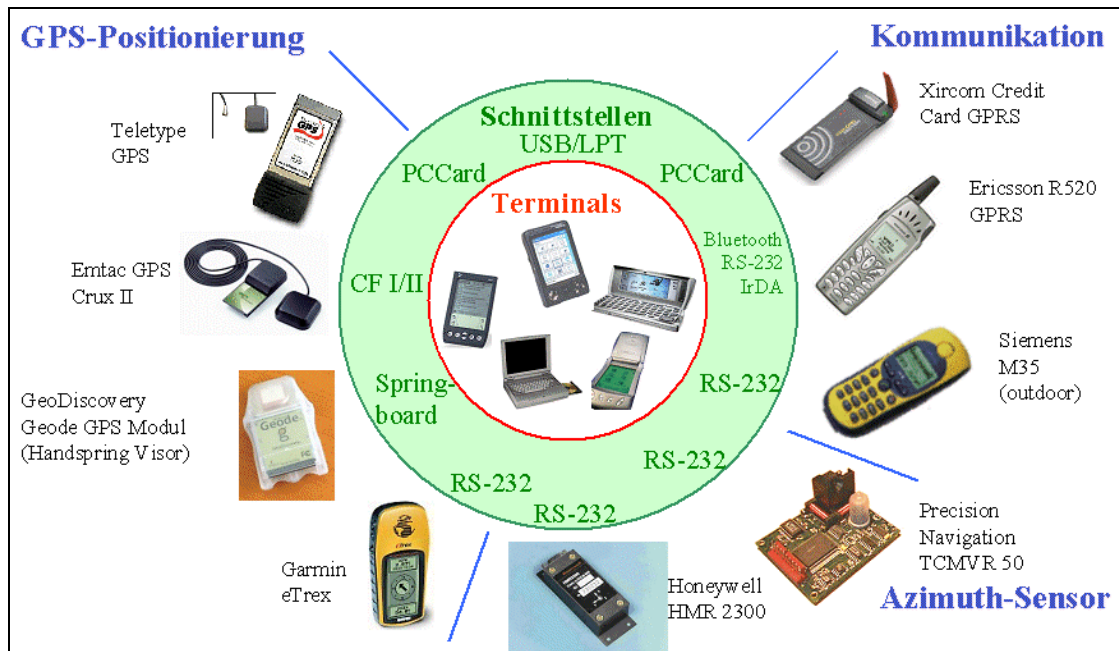 GPS-Positionierung
Kommunikation
Teletype
GPS
GPS
Schnittstellen
USB/LPT
PCCard
PCCard
Xircom Credit
Card GPRS
Terminals
Ericsson R520
GPRS
Emtac GPS
Crux II
CF I/II
Bluetooth
RS-232
IrDA
Siemens
M35
(outdoor)
GeoDiscovery
Geode GPS Modul
(Handspring Visor)
Geode
g
Spring-
board
RS-232
RS-232
RS-232
RS-232
Precision
Navigation
TCMVR 50
Garmin
eTrex
eTrex
Honeywell
HMR 2300
Azimuth-Sensor